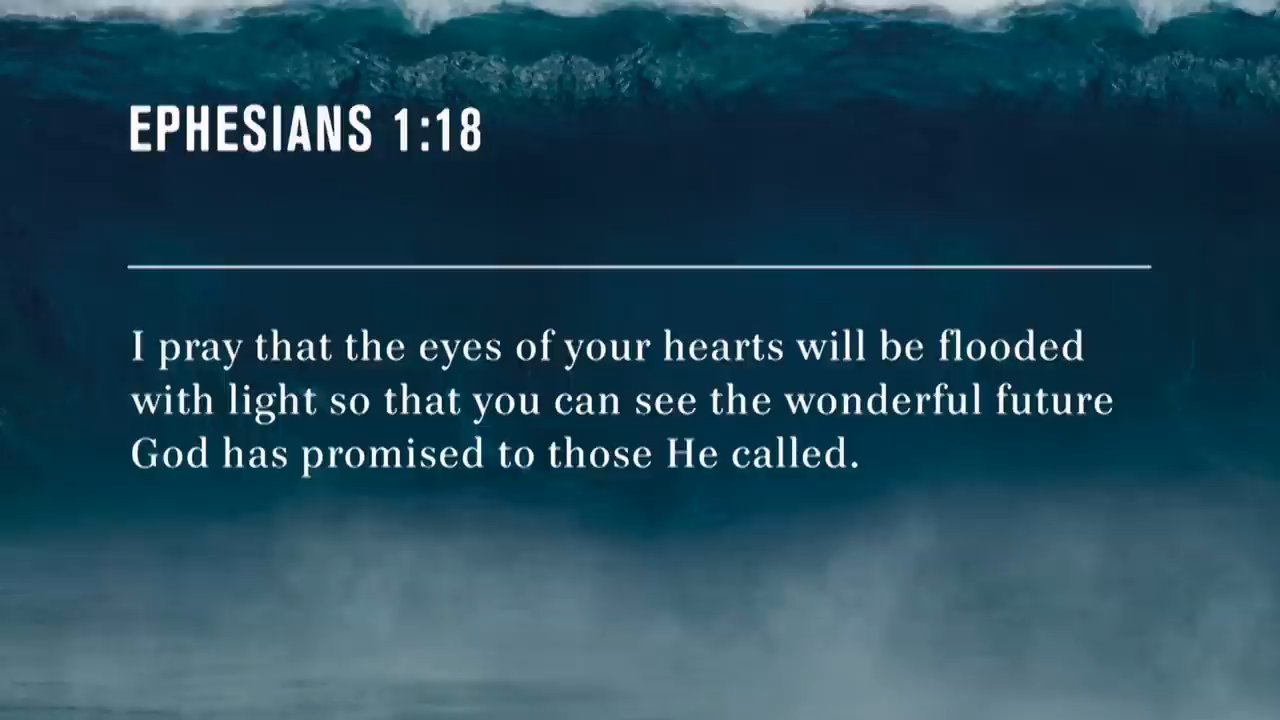 EPHESIANS 1:18
I pray that the eyes of your hearts will be flooded
with light so that you can see the wonderful future
God has promised to those He called.